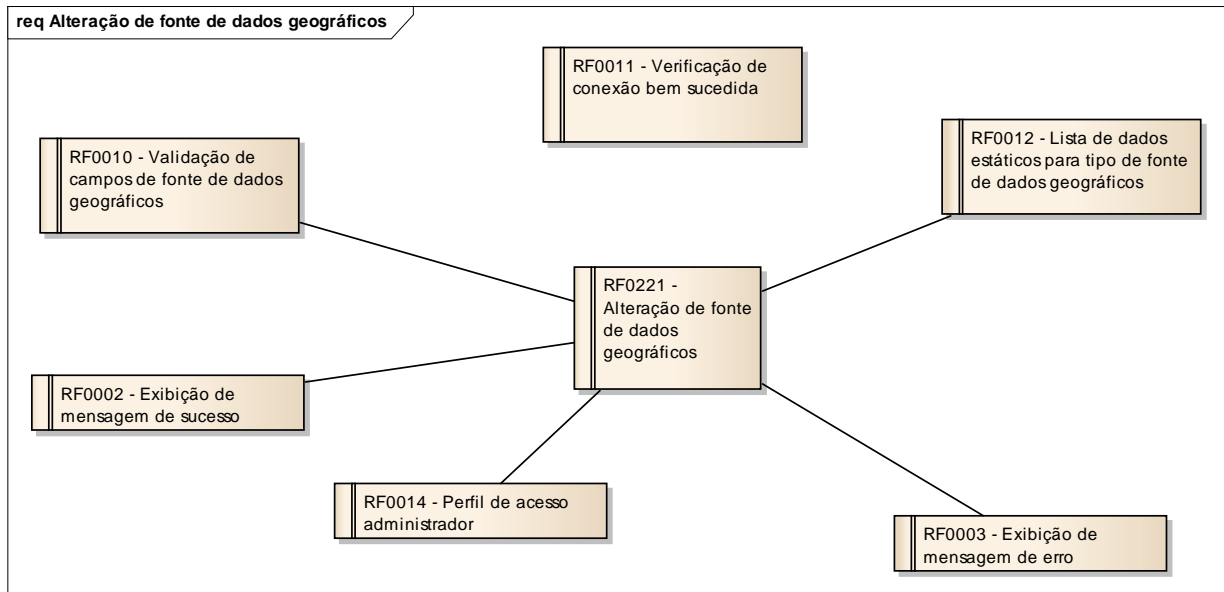 req Alteração de fonte de dados geográficos
RF0011 - Verificação de
conexão bem sucedida
RF0010 - Validação de
campos de fonte de dados
geográficos
RF0012 - Lista de dados
estáticos para tipo de fonte
de dados geográficos
RF0221 -
Alteração de fonte
de dados
geográficos
RF0002 - Exibição de
mensagem de sucesso
RF0014 - Perfil de acesso
administrador
RF0003 - Exibição de
mensagem de erro